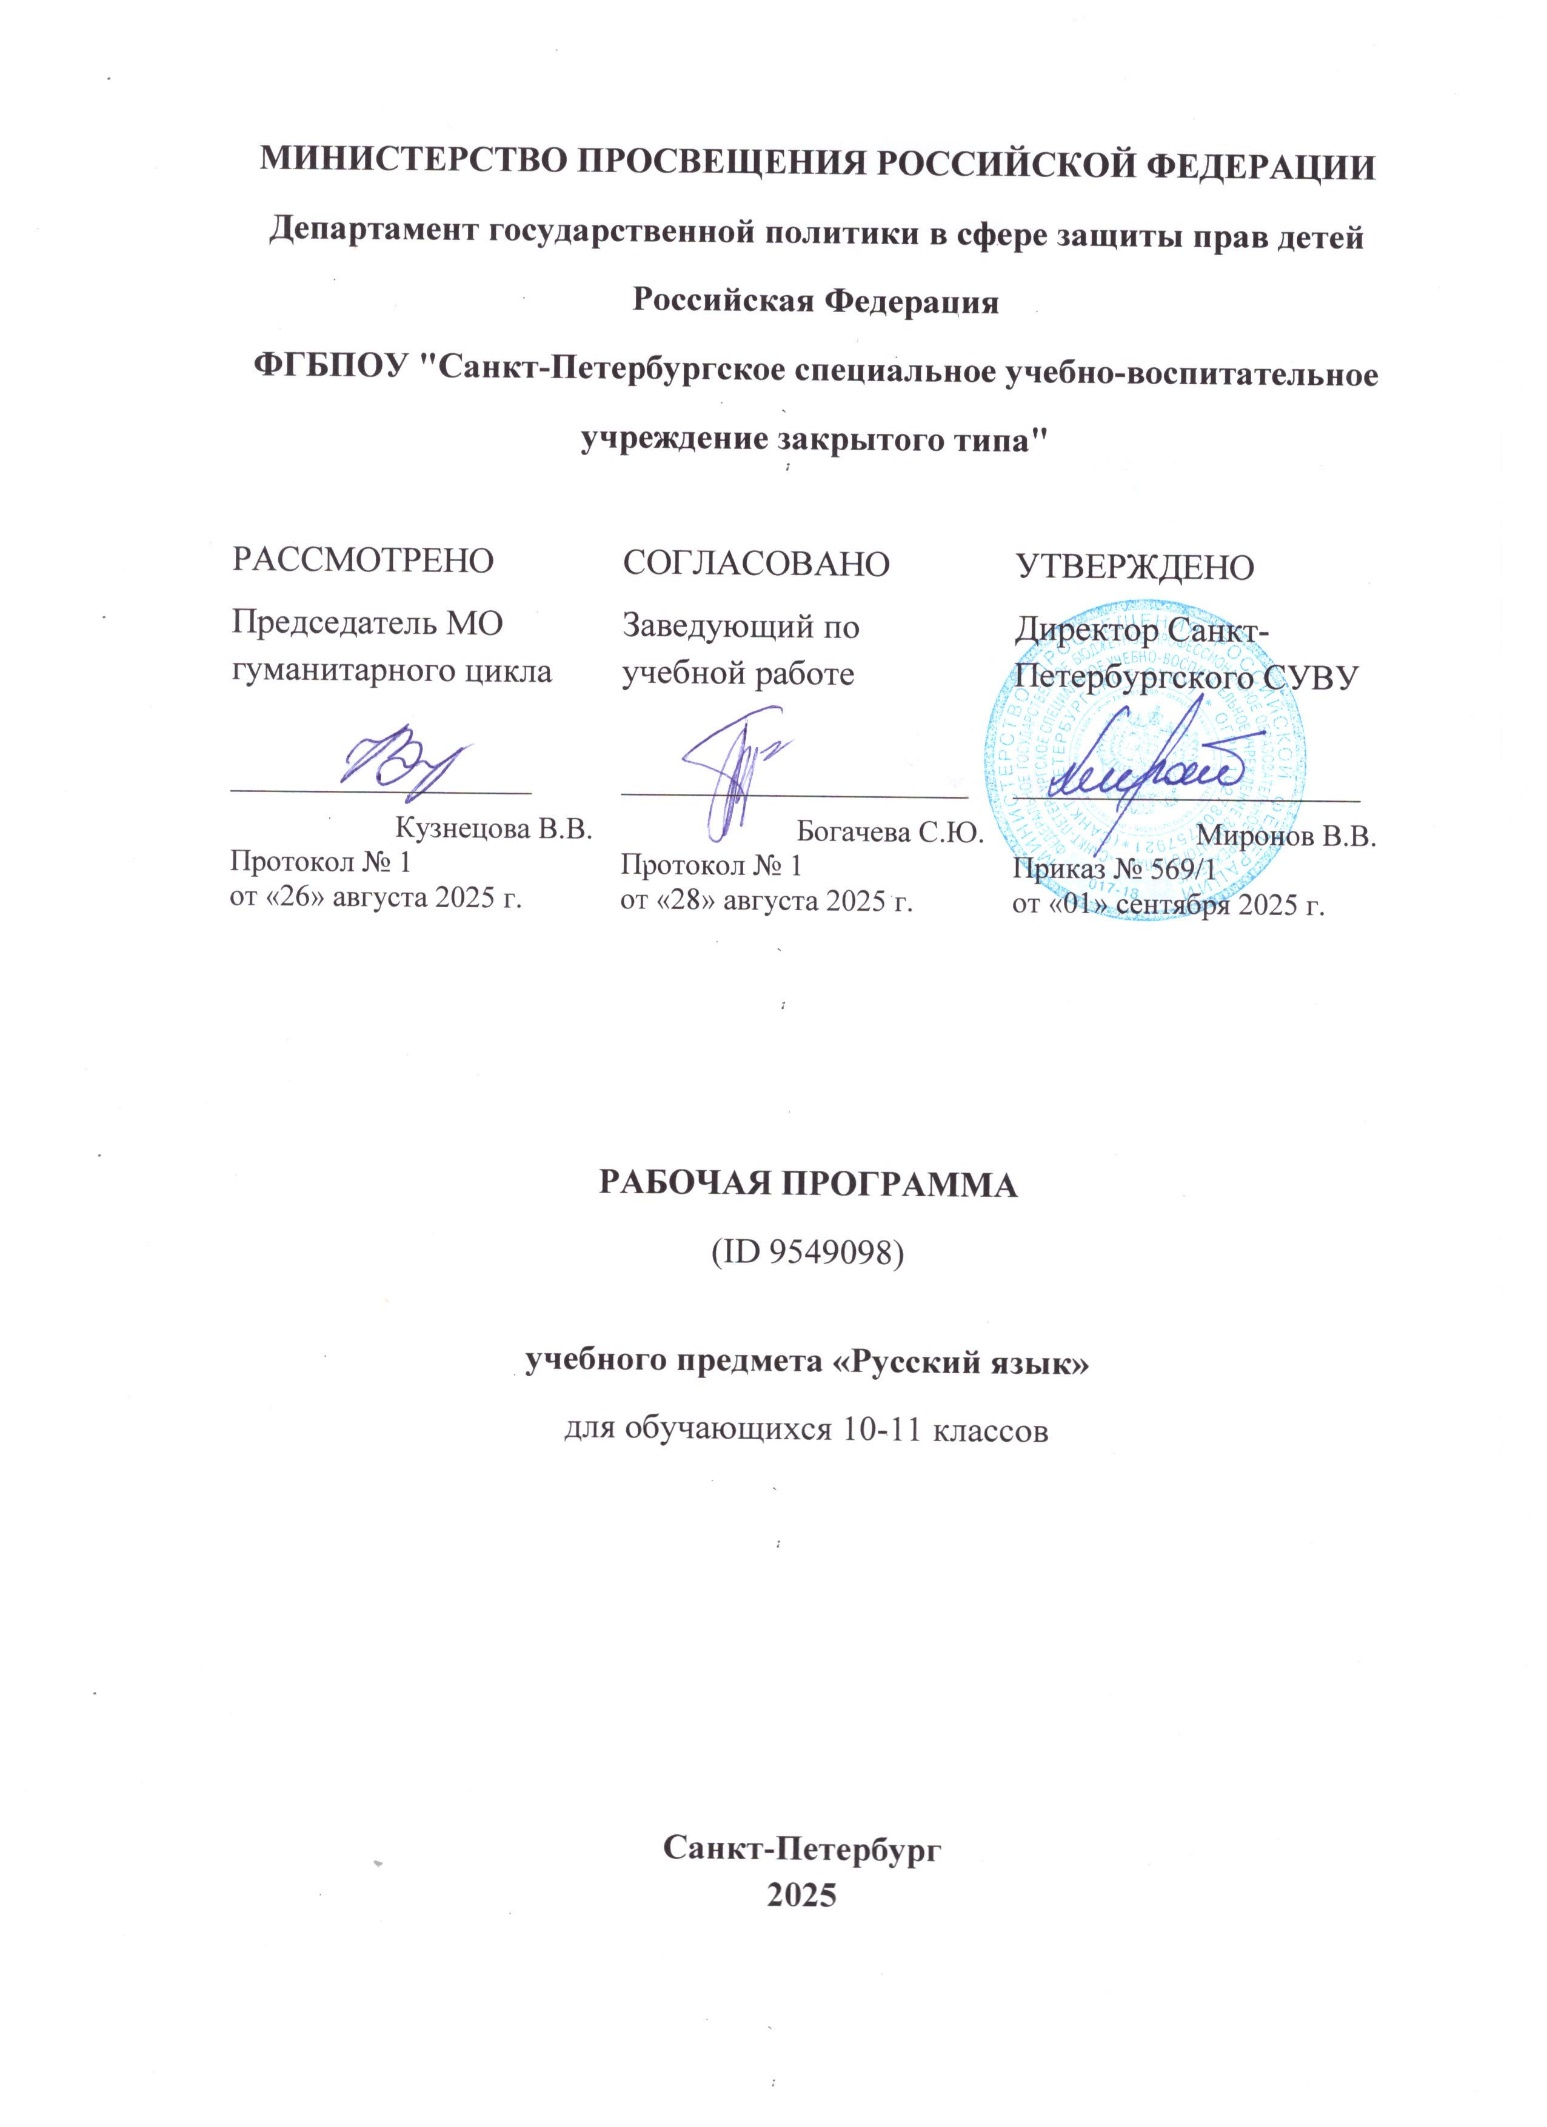 МИНИСТЕРСТВО ПРОСВЕЩЕНИЯ РОССИЙСКОЙ ФЕДЕРАЦИИ
Департамент государственной политики в сфере защиты прав детей
Российская Федерация
ФГБПОУ "Санкт-Петербургское специальное учебно-воспитательное
учреждение закрытого типа"
РАССМОТРЕНО
Председатель МО
гуманитарного цикла
Кузнецова В.В.
Протокол № 1
от «26» августа 2025 г.
СОГЛАСОВАНО
Заведующий по
учебной работе
Богачева С.Ю.
Протокол № 1
от «28» августа 2025 г.
УТВЕРЖДЕНО
Директор Санкт-
Петербургского СУВУ
Миронов В.В.
Приказ № 569/1
от «01» сентября 2025 г.
РАБОЧАЯ ПРОГРАММА
(ID 9549098)
учебного предмета «Русский язык»
для обучающихся 10-11 классов
Санкт-Петербург
2025